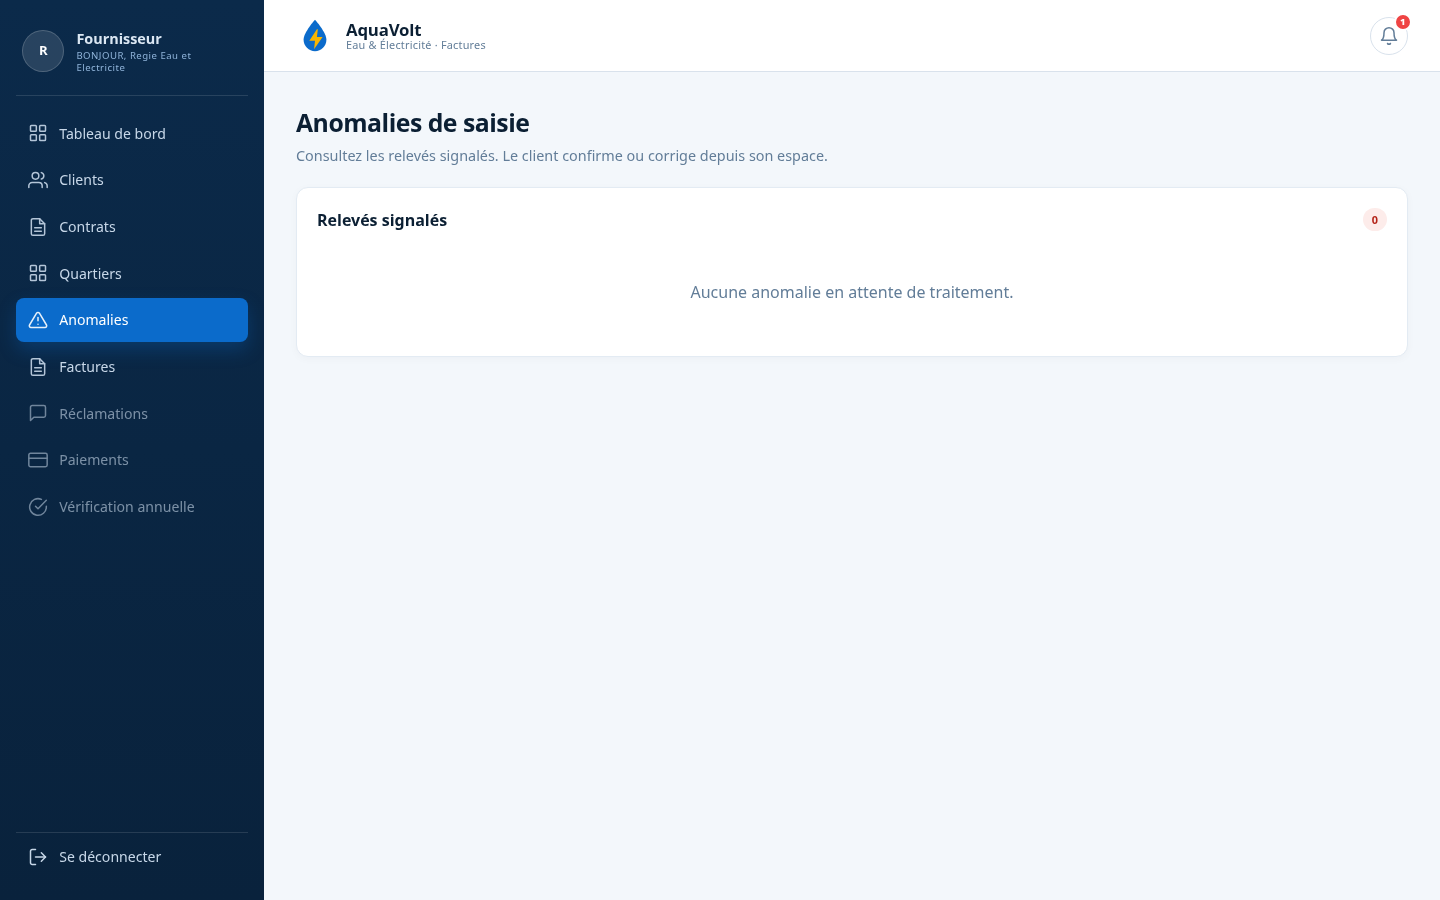 R
Fournisseur
BONJOUR, Regie Eau et
Electricite
Tableau de bord
Clients
Contrats
Quartiers
Anomalies
Factures
Réclamations
Paiements
Vérification annuelle
Se déconnecter
AquaVolt
Eau & Électricité · Factures
1
Anomalies de saisie
Consultez les relevés signalés. Le client confirme ou corrige depuis son espace.
Relevés signalés
0
Aucune anomalie en attente de traitement.